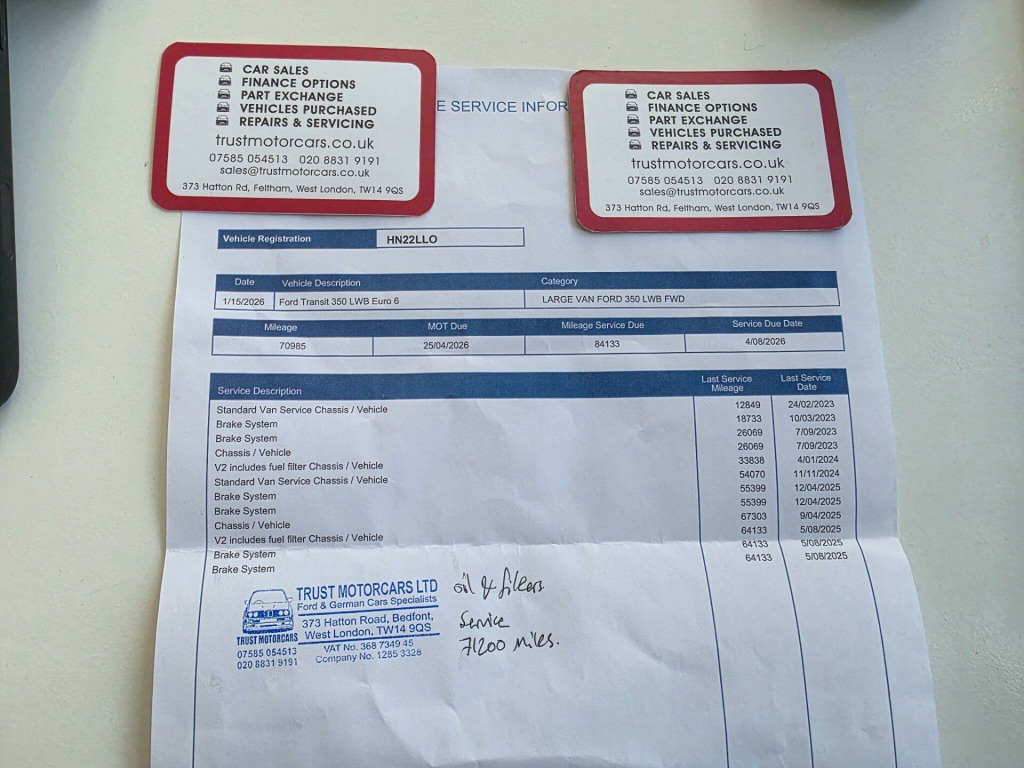 CAR SALES
FINANCE OPTIONS
PART EXCHANGE
VEHICLES PURCHASED
REPAIRS & SERVICING
trustmotorcars.co.uk
07585 054513 020 8831 9191
sales@trustmotorcars.co.uk
373 Hatton Rd, Feltham, West London, TW14 9QS
E SERVICE INFOR
CAR SALES
FINANCE OPTIONS
PART EXCHANGE
VEHICLES PURCHASED
REPAIRS & SERVICING
trustmotorcars.co.uk
07585 054513 020 8831 9191
sales@trustmotorcars.co.uk
373 Hatton Rd, Feltham, West London, TW14 9QS
Vehicle Registration HN22LLO
Date Vehicle Description Category
1/15/2026 Ford Transit 350 LWB Euro 6 LARGE VAN FORD 350 LWB FWD
Mileage MOT Due Mileage Service Due Service Due Date
70985 25/04/2026 84133 4/08/2026
Service Description Last Service Mileage Last Service Date
Standard Van Service Chassis / Vehicle 12849 24/02/2023
Brake System 18733 10/03/2023
Brake System 26069 7/09/2023
Chassis / Vehicle 26069 7/09/2023
V2 includes fuel filter Chassis / Vehicle 33838 4/01/2024
Standard Van Service Chassis / Vehicle 54070 11/11/2024
Brake System 55399 12/04/2025
Brake System 55399 12/04/2025
Chassis / Vehicle 67303 9/04/2025
V2 includes fuel filter Chassis / Vehicle 64133 5/08/2025
Brake System 64133 5/08/2025
Brake System 64133 5/08/2025
TRUST MOTORCARS LTD
Ford & German Cars Specialists
373 Hatton Road, Bedfont,
West London, TW14 9QS
VAT No. 368 7349 45
Company No. 1285 3328
TRUST MOTORCARS
07585 054513
020 8831 9191
oil & filters
Service
71200 miles.